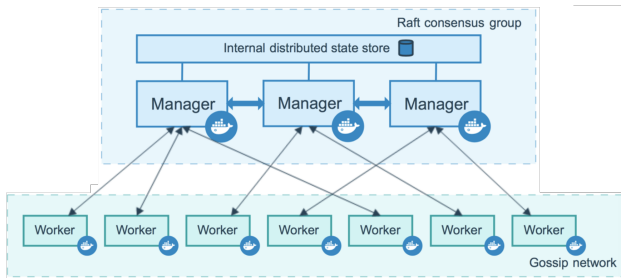 Raft consensus group
Internal distributed state store
Manager Manager Manager
Worker Worker Worker Worker Worker Worker Worker
Gossip network